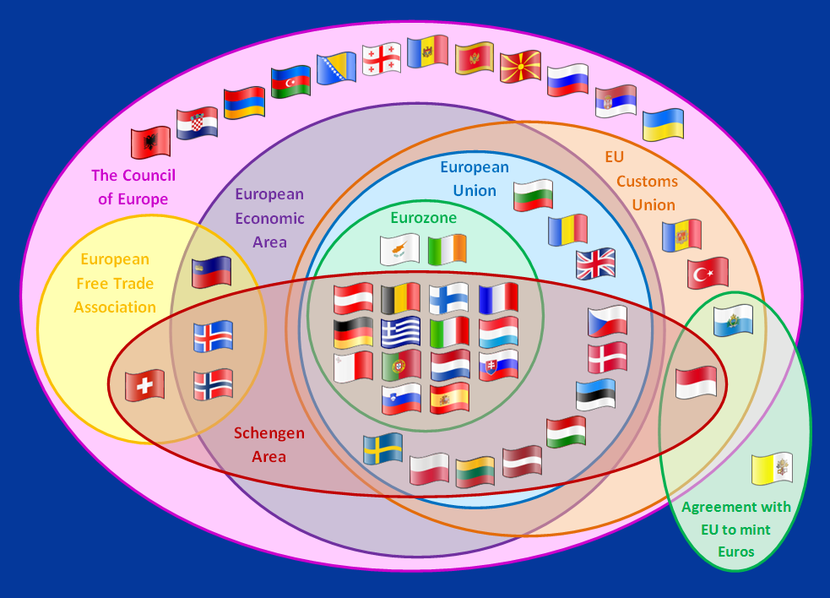 The Council
of Europe
European
Economic
Area
European
Union
EU
Customs
Union
Eurozone
European
Free Trade
Association
Schengen
Area
Agreement with
EU to mint
Euros